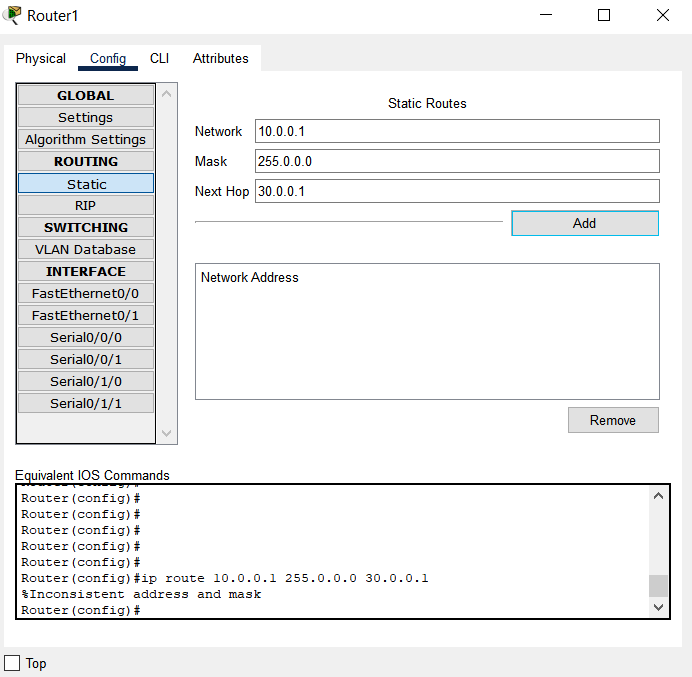 Router1
Physical Config CLI Attributes
GLOBAL
Settings
Algorithm Settings
ROUTING
Static
RIP
SWITCHING
VLAN Database
INTERFACE
FastEthernet0/0
FastEthernet0/1
Serial0/0/0
Serial0/0/1
Serial0/1/0
Serial0/1/1
Static Routes
Network 10.0.0.1
Mask 255.0.0.0
Next Hop 30.0.0.1
Add
Network Address
Remove
Equivalent IOS Commands
Router(config)#
Router(config)#
Router(config)#
Router(config)#
Router(config)#
Router(config)#
Router(config)#ip route 10.0.0.1 255.0.0.0 30.0.0.1
%Inconsistent address and mask
Router(config)#
Top